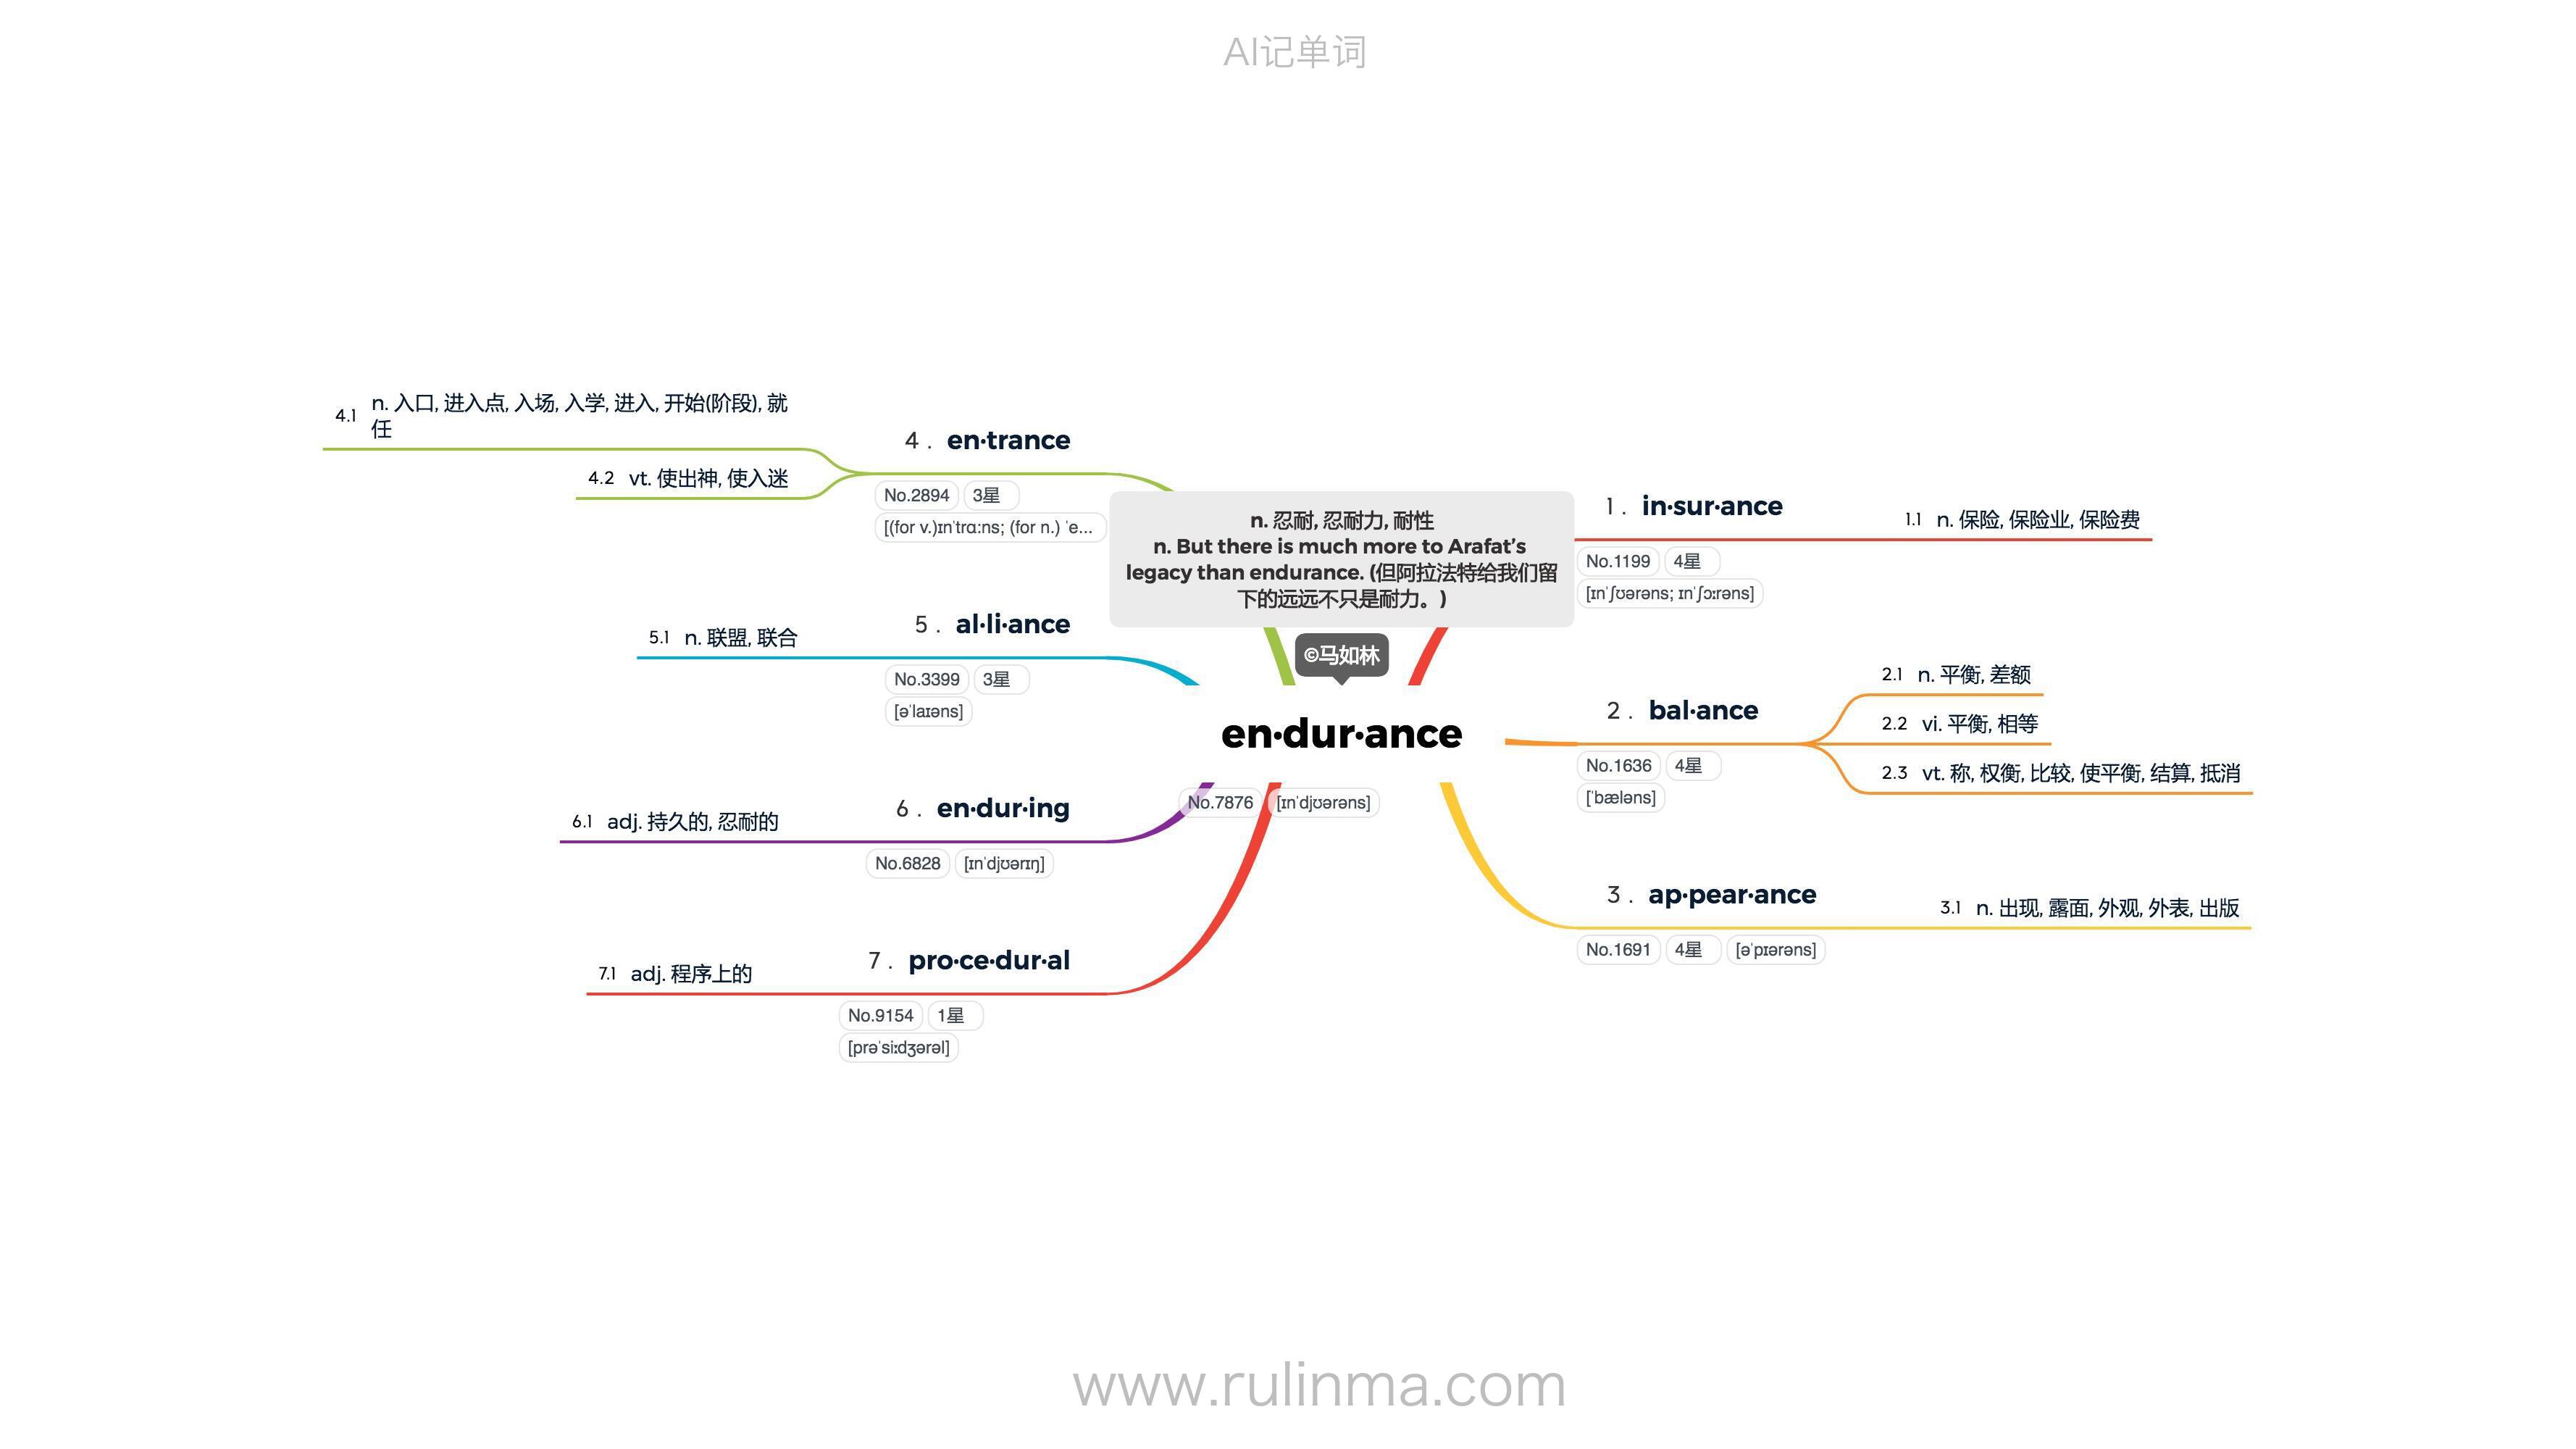 AI记单词
n. 忍耐, 忍耐力, 耐性
n. But there is much more to Arafat’s
legacy than endurance. (但阿拉法特给我们留
下的远远不只是耐力。)
©马如林
en·dur·ance
No.7876 [ɪnˈdjʊərəns]
1 . in·sur·ance
No.1199 4星
[ɪnˈʃʊərəns; ɪnˈʃɔːrəns]
1.1 n. 保险, 保险业, 保险费
2 . bal·ance
No.1636 4星
[ˈbæləns]
2.1 n. 平衡, 差额
2.2 vi. 平衡, 相等
2.3 vt. 称, 权衡, 比较, 使平衡, 结算, 抵消
3 . ap·pear·ance
No.1691 4星 [əˈpɪərəns]
3.1 n. 出现, 露面, 外观, 外表, 出版
4 . en·trance
No.2894 3星
[(for v.)ɪnˈtrɑːns; (for n.) ˈe...
4.1 n. 入口, 进入点, 入场, 入学, 进入, 开始(阶段), 就
任
4.2 vt. 使出神, 使入迷
5 . al·li·ance
No.3399 3星
[əˈlaɪəns]
5.1 n. 联盟, 联合
6 . en·dur·ing
No.6828 [ɪnˈdjʊərɪŋ]
6.1 adj. 持久的, 忍耐的
7 . pro·ce·dur·al
No.9154 1星
[prəˈsiːdʒərəl]
7.1 adj. 程序上的
www.rulinma.com